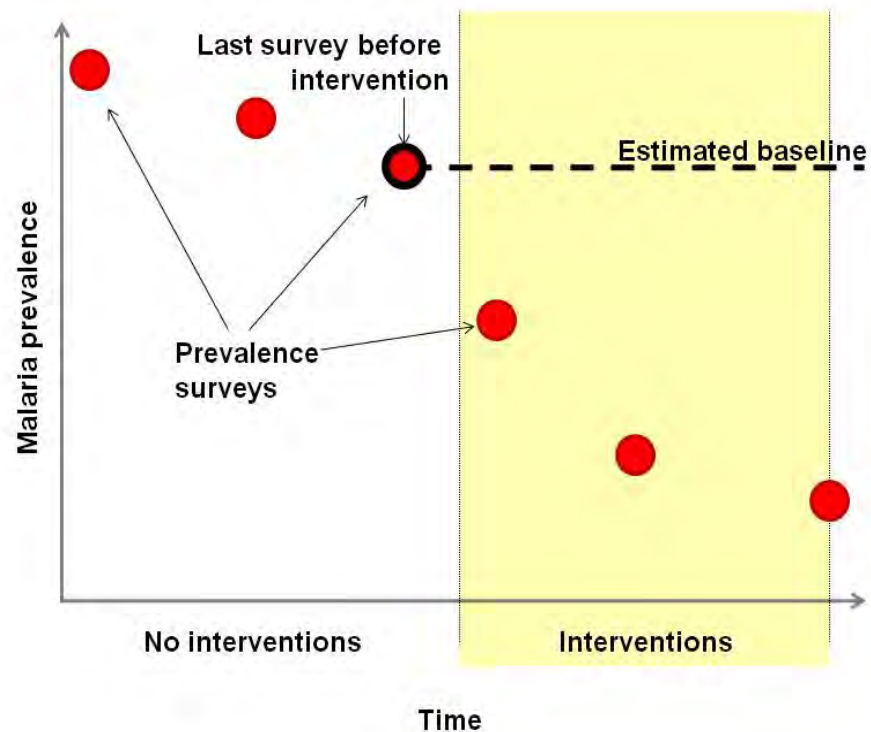 Last survey before
intervention
Estimated baseline
Malaria prevalence
Prevalence
surveys
No interventions
Interventions
Time